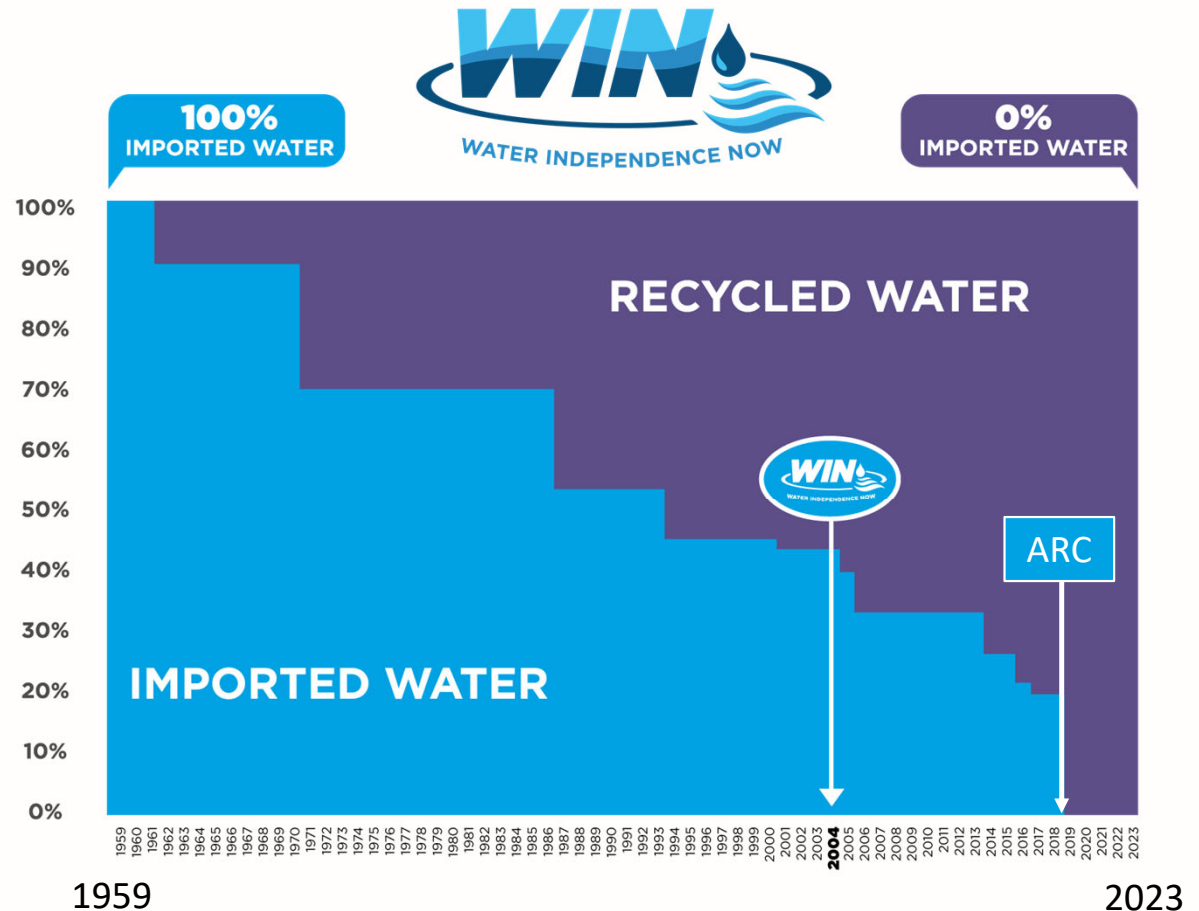 WIN
WATER INDEPENDENCE NOW
100%
IMPORTED WATER
0%
IMPORTED WATER
100%
90%
80%
70%
60%
50%
40%
30%
20%
10%
0%
RECYCLED WATER
WIN
WATER INDEPENDENCE NOW
ARC
IMPORTED WATER
1959 1960 1961 1962 1963 1964 1965 1966 1967 1968 1969 1970 1971 1972 1973 1974 1975 1976 1977 1978 1979 1980 1981 1982 1983 1984 1985 1986 1987 1988 1989 1990 1991 1992 1993 1994 1995 1996 1997 1998 1999 2000 2001 2002 2003 2004 2005 2006 2007 2008 2009 2010 2011 2012 2013 2014 2015 2016 2017 2018 2019 2020 2021 2022 2023
1959 2023